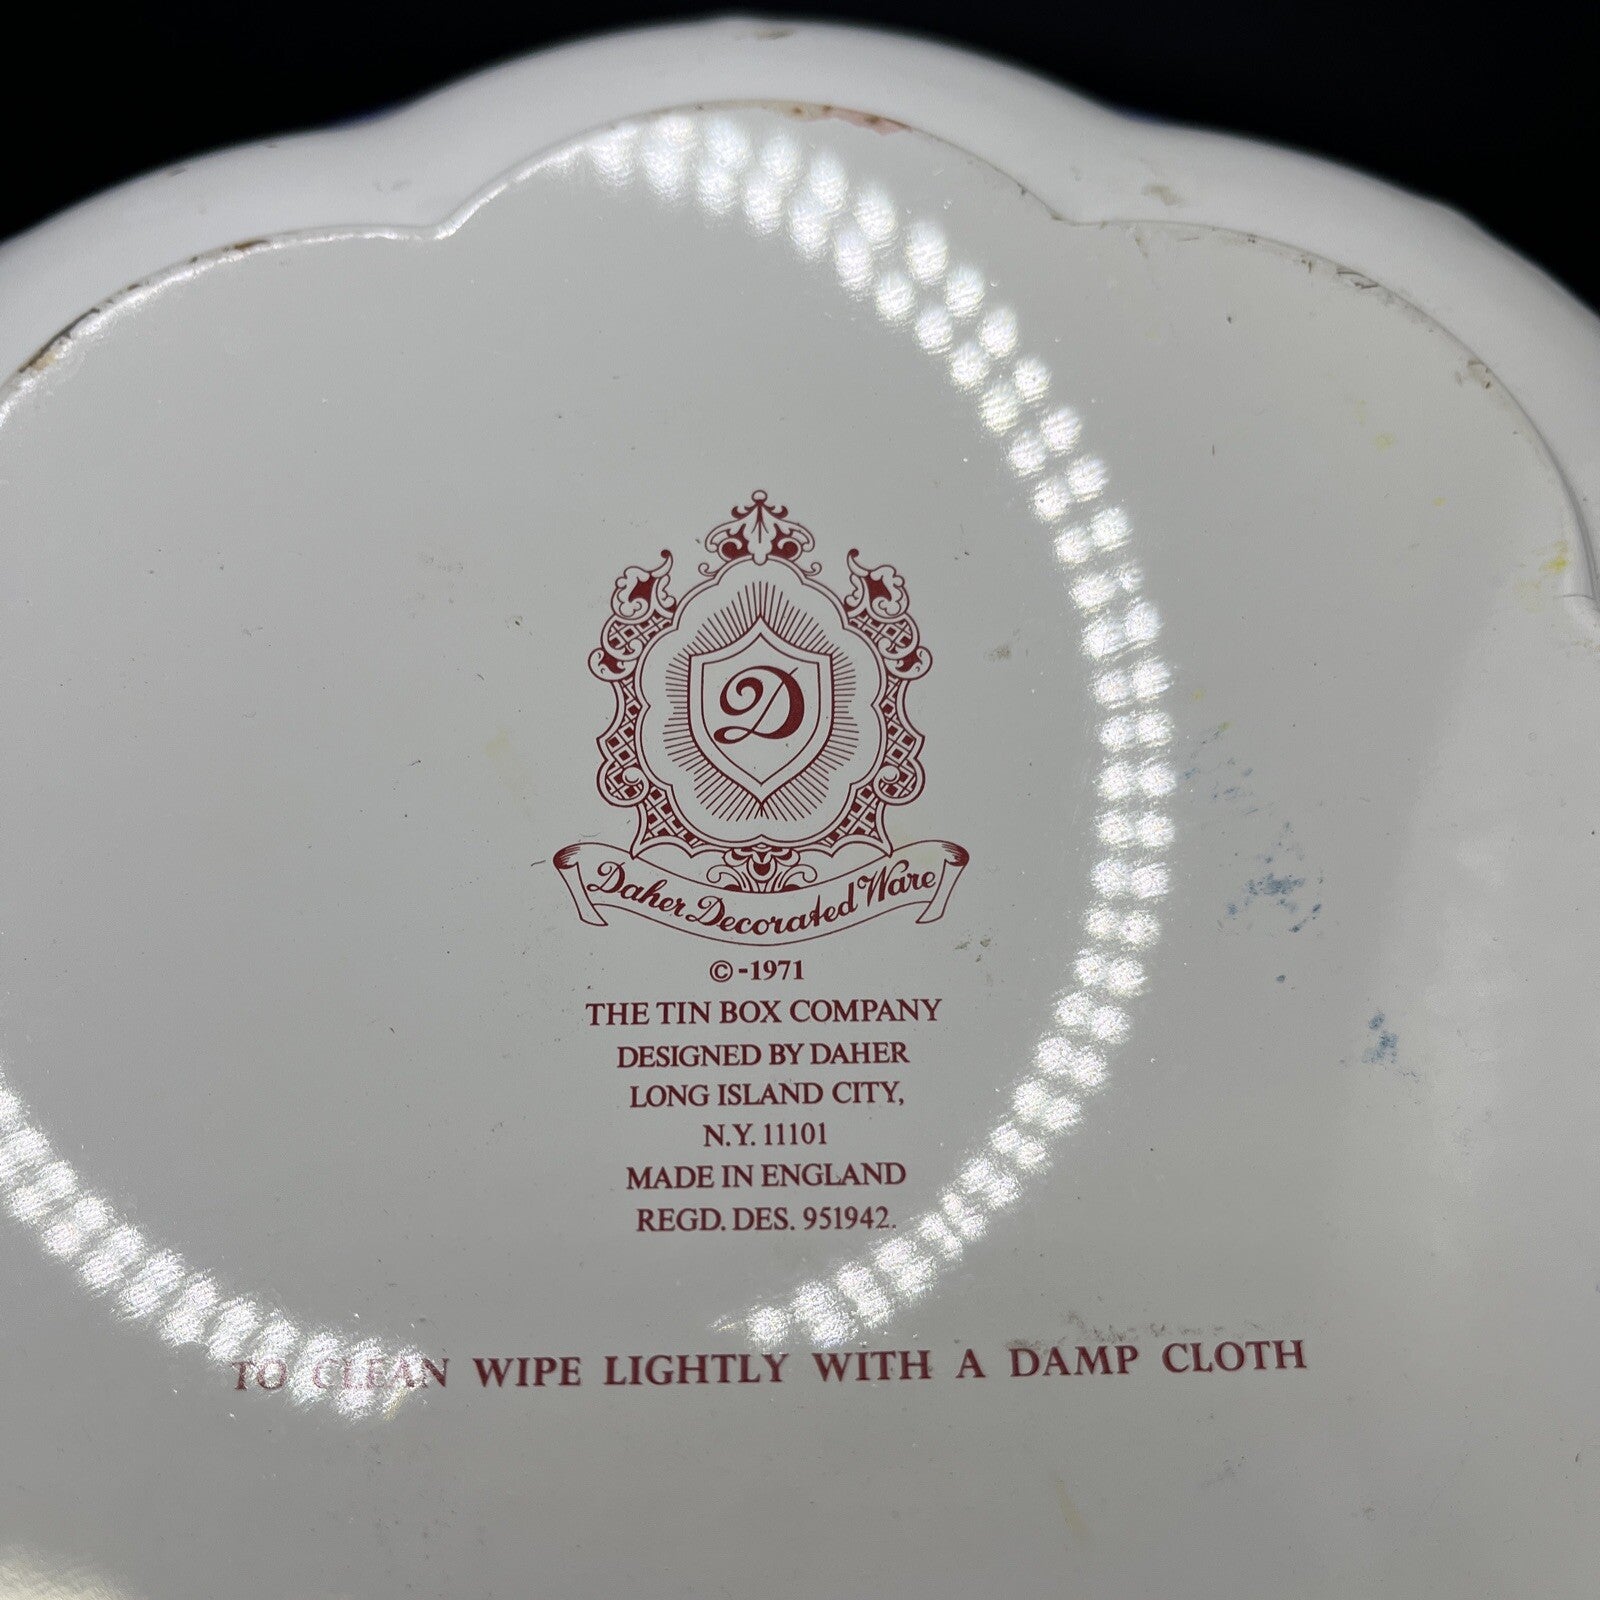 D
Daher Decorated Ware
©-1971
THE TIN BOX COMPANY
DESIGNED BY DAHER
LONG ISLAND CITY,
N.Y. 11101
MADE IN ENGLAND
REGD. DES. 951942.
TO CLEAN WIPE LIGHTLY WITH A DAMP CLOTH